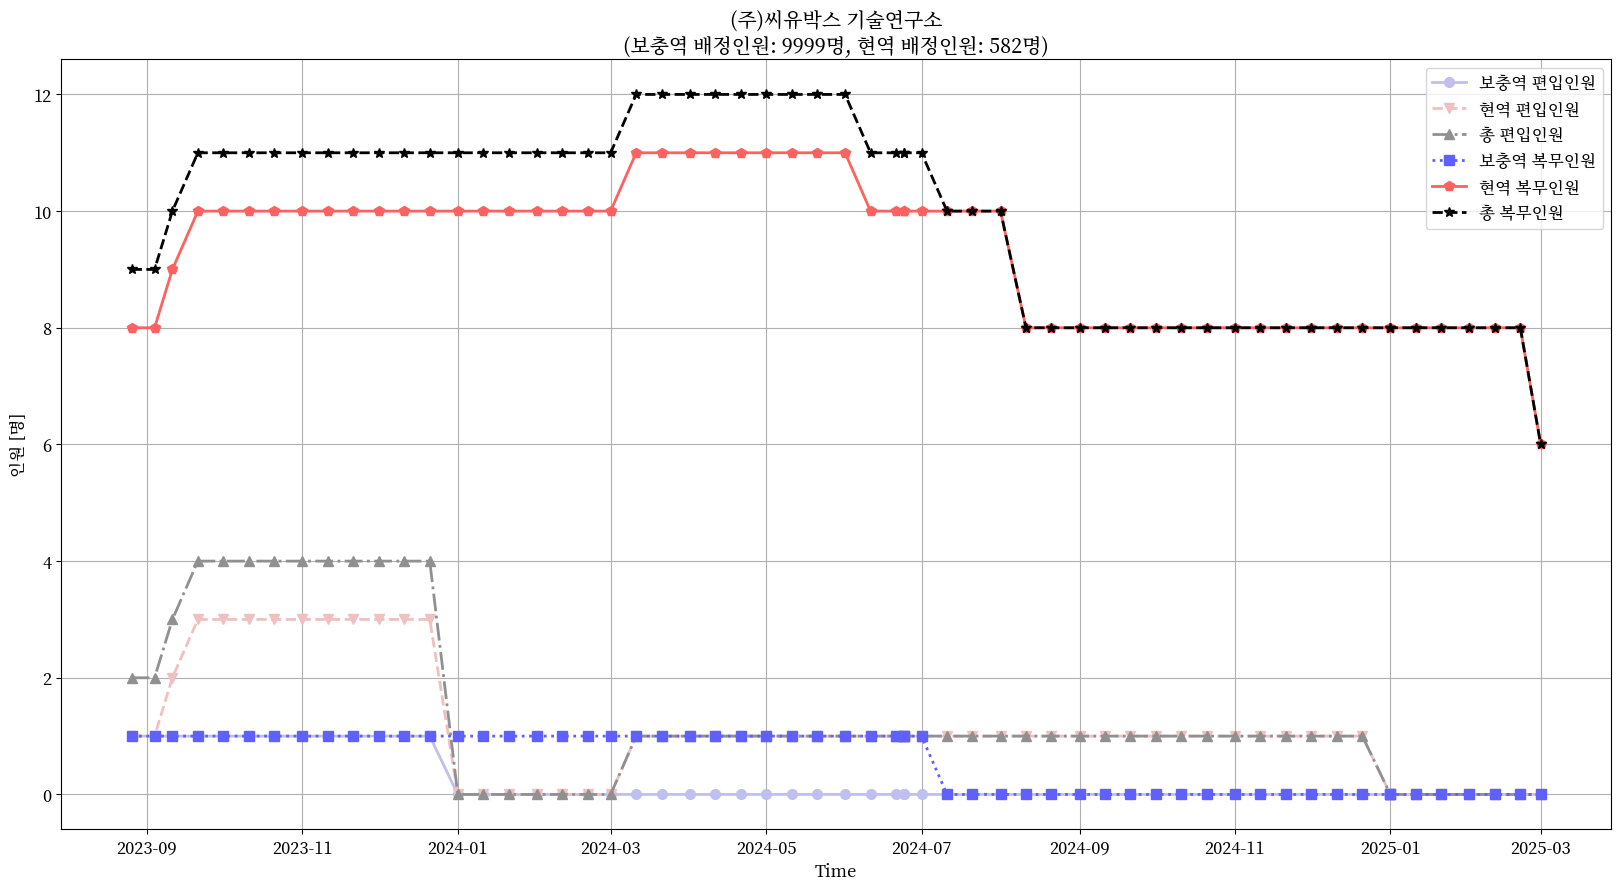 (주)씨유박스 기술연구소
(보충역 배정인원: 9999명, 현역 배정인원: 582명)
보충역 편입인원
현역 편입인원
총 편입인원
보충역 복무인원
현역 복무인원
총 복무인원
인원 [명]
12
10
8
6
4
2
0
2023-09
2023-11
2024-01
2024-03
2024-05
2024-07
2024-09
2024-11
2025-01
2025-03
Time